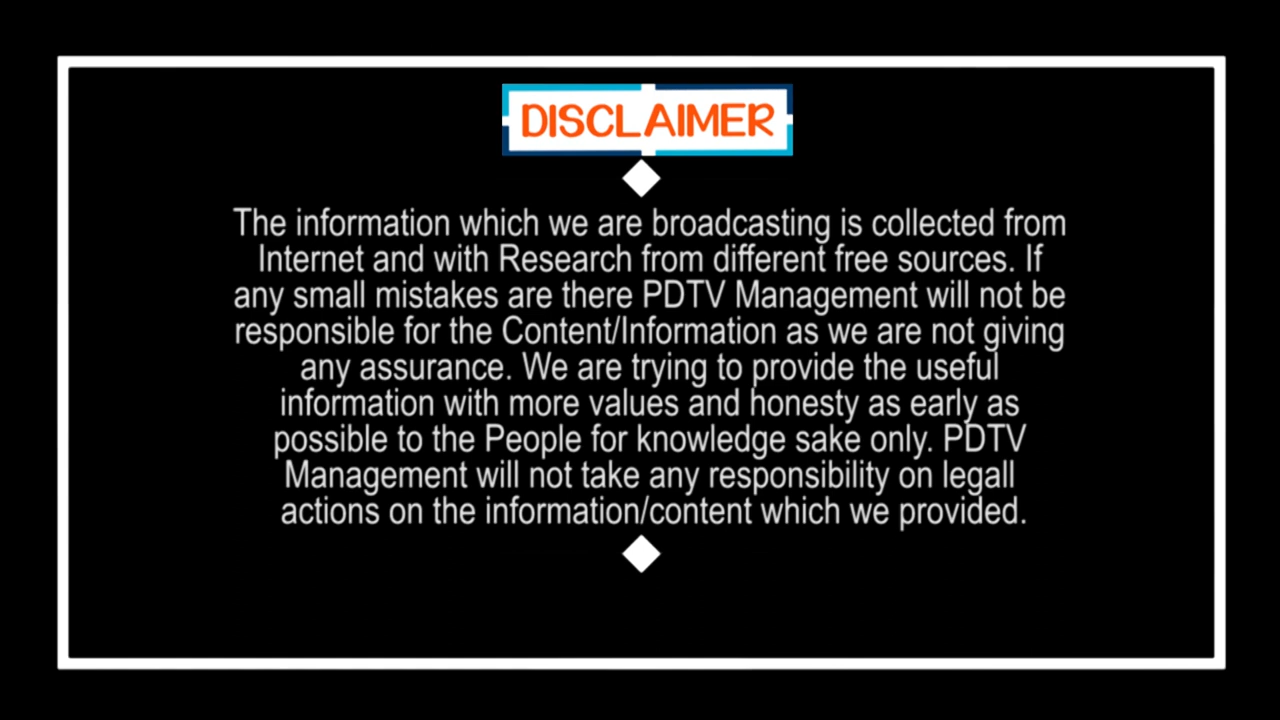 DISCLAIMER
The information which we are broadcasting is collected from
Internet and with Research from different free sources. If
any small mistakes are there PDTV Management will not be
responsible for the Content/Information as we are not giving
any assurance. We are trying to provide the useful
information with more values and honesty as early as
possible to the People for knowledge sake only. PDTV
Management will not take any responsibility on legall
actions on the information/content which we provided.